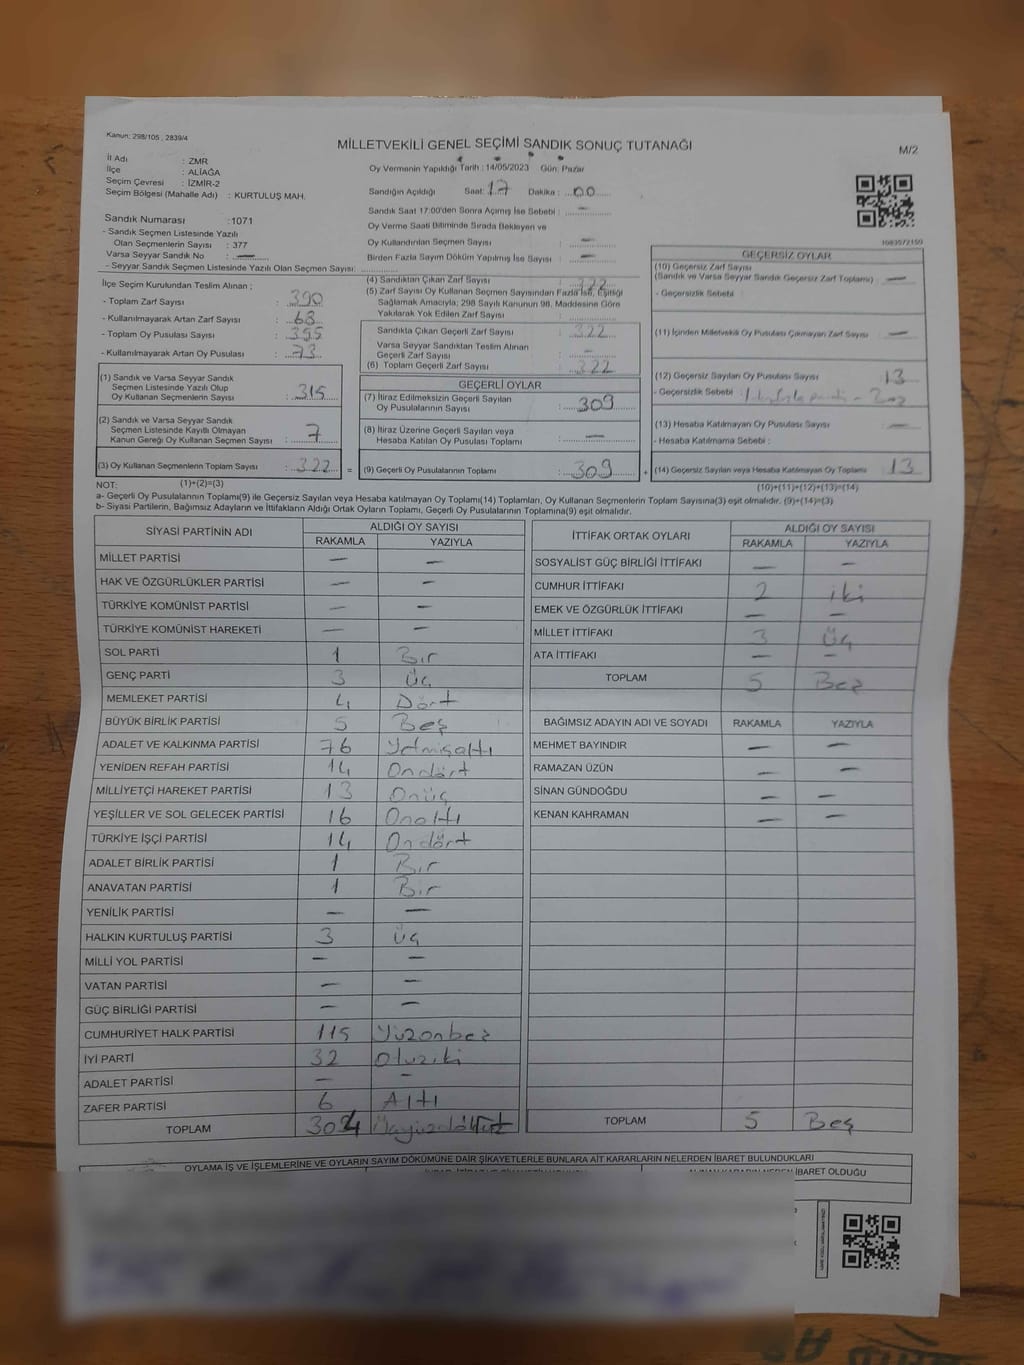 Kanun: 298/105 , 2839/4
MİLLETVEKİLİ GENEL SEÇİMİ SANDIK SONUÇ TUTANAĞI
M/2
İl Adı : ZMR
İlçe : ALİAĞA
Seçim Çevresi : İZMİR-2
Seçim Bölgesi (Mahalle Adı) : KURTULUŞ MAH.
Oy Vermenin Yapıldığı Tarih : 14/05/2023 Gün: Pazar
Sandığın Açıldığı Saat: 17 Dakika : 00
Sandık Saat 17:00'den Sonra Açılmış İse Sebebi : —
Oy Verme Saati Bitiminde Sırada Bekleyen ve
Oy Kullandırılan Seçmen Sayısı : —
Birden Fazla Sayım Döküm Yapılmış İse Sayısı : —
Sandık Numarası : 1071
- Sandık Seçmen Listesinde Yazılı
Olan Seçmenlerin Sayısı : 377
Varsa Seyyar Sandık No : —
- Seyyar Sandık Seçmen Listesinde Yazılı Olan Seçmen Sayısı:
İlçe Seçim Kurulundan Teslim Alınan ;
- Toplam Zarf Sayısı : 390
- Kullanılmayarak Artan Zarf Sayısı : 68
- Toplam Oy Pusulası Sayısı : 395
- Kullanılmayarak Artan Oy Pusulası : 73
(1) Sandık ve Varsa Seyyar Sandık
Seçmen Listesinde Yazılı Olup
Oy Kullanan Seçmenlerin Sayısı : 315
(2) Sandık ve Varsa Seyyar Sandık
Seçmen Listesinde Kayıtlı Olmayan
Kanun Gereği Oy Kullanan Seçmen Sayısı : 7
(3) Oy Kullanan Seçmenlerin Toplam Sayısı : 322 =
(4) Sandıktan Çıkan Zarf Sayısı : 322
(5) Zarf Sayısı Oy Kullanan Seçmen Sayısından Fazla İse, Eşitliği
Sağlamak Amacıyla; 298 Sayılı Kanunun 98. Maddesine Göre
Yakılarak Yok Edilen Zarf Sayısı :
Sandıkta Çıkan Geçerli Zarf Sayısı : 322
Varsa Seyyar Sandıktan Teslim Alınan
Geçerli Zarf Sayısı : —
(6) Toplam Geçerli Zarf Sayısı : 322
GEÇERLİ OYLAR
(7) İtiraz Edilmeksizin Geçerli Sayılan
Oy Pusulalarının Sayısı : 309
(8) İtiraz Üzerine Geçerli Sayılan veya
Hesaba Katılan Oy Pusulası Toplamı : —
(9) Geçerli Oy Pusulalarının Toplamı : 309 +
1083572159
GEÇERSİZ OYLAR
(10) Geçersiz Zarf Sayısı
(Sandık ve Varsa Seyyar Sandık Geçersiz Zarf Toplamı) : —
- Geçersizlik Sebebi :
(11) İçinden Milletvekili Oy Pusulası Çıkmayan Zarf Sayısı : —
(12) Geçersiz Sayılan Oy Pusulası Sayısı : 13
- Geçersizlik Sebebi :
(13) Hesaba Katılmayan Oy Pusulası Sayısı : —
- Hesaba Katılmama Sebebi :
(14) Geçersiz Sayılan veya Hesaba Katılmayan Oy Toplamı : 13
NOT: (1)+(2)=(3)
(10)+(11)+(12)+(13)=(14)
a- Geçerli Oy Pusulalarının Toplamı(9) ile Geçersiz Sayılan veya Hesaba katılmayan Oy Toplamı(14) Toplamları, Oy Kullanan Seçmenlerin Toplam Sayısına(3) eşit olmalıdır. (9)+(14)=(3)
b- Siyasi Partilerin, Bağımsız Adayların ve İttifakların Aldığı Ortak Oyların Toplamı, Geçerli Oy Pusulalarının Toplamına(9) eşit olmalıdır.
SİYASİ PARTİNİN ADI ALDIĞI OY SAYISI
RAKAMLA YAZIYLA
MİLLET PARTİSİ — —
HAK VE ÖZGÜRLÜKLER PARTİSİ — —
TÜRKİYE KOMÜNİST PARTİSİ — —
TÜRKİYE KOMÜNİST HAREKETİ — —
SOL PARTİ 1 Bir
GENÇ PARTİ 3 Üç
MEMLEKET PARTİSİ 4 Dört
BÜYÜK BİRLİK PARTİSİ 5 Beş
ADALET VE KALKINMA PARTİSİ 76 Yetmişaltı
YENİDEN REFAH PARTİSİ 14 Ondört
MİLLİYETÇİ HAREKET PARTİSİ 13 Onüç
YEŞİLLER VE SOL GELECEK PARTİSİ 16 Onaltı
TÜRKİYE İŞÇİ PARTİSİ 14 Ondört
ADALET BİRLİK PARTİSİ 1 Bir
ANAVATAN PARTİSİ 1 Bir
YENİLİK PARTİSİ — —
HALKIN KURTULUŞ PARTİSİ 3 Üç
MİLLİ YOL PARTİSİ — —
VATAN PARTİSİ — —
GÜÇ BİRLİĞİ PARTİSİ — —
CUMHURİYET HALK PARTİSİ 115 Yüzonbeş
İYİ PARTİ 32 Otuziki
ADALET PARTİSİ — —
ZAFER PARTİSİ 6 Altı
TOPLAM 304 Üçyüzdört
İTTİFAK ORTAK OYLARI ALDIĞI OY SAYISI
RAKAMLA YAZIYLA
SOSYALİST GÜÇ BİRLİĞİ İTTİFAKI — —
CUMHUR İTTİFAKI 2 iki
EMEK VE ÖZGÜRLÜK İTTİFAKI — —
MİLLET İTTİFAKI 3 Üç
ATA İTTİFAKI — —
TOPLAM 5 Beş
BAĞIMSIZ ADAYIN ADI VE SOYADI RAKAMLA YAZIYLA
MEHMET BAYINDIR — —
RAMAZAN ÜZÜN — —
SİNAN GÜNDOĞDU — —
KENAN KAHRAMAN — —
TOPLAM 5 Beş
OYLAMA İŞ VE İŞLEMLERİNE VE OYLARIN SAYIM DÖKÜMÜNE DAİR ŞİKAYETLERLE BUNLARA AİT KARARLARIN NELERDEN İBARET BULUNDUKLARI
İBARET OLDUĞU